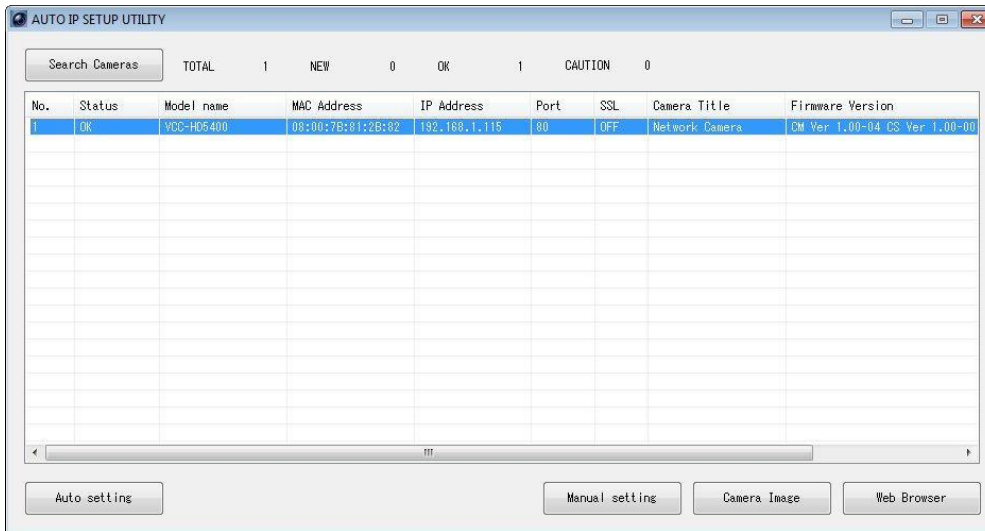 AUTO IP SETUP UTILITY
Search Cameras TOTAL 1 NEW 0 OK 1 CAUTION 0
No. Status Model name MAC Address IP Address Port SSL Camera Title Firmware Version
1 OK VCC-HD5400 08:00:7B:81:2B:82 192.168.1.115 80 OFF Network Camera CM Ver 1.00-04 CS Ver 1.00-00
Auto setting Manual setting Camera Image Web Browser